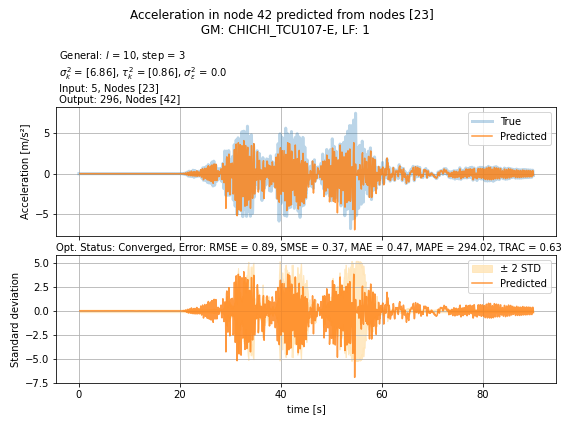 Acceleration in node 42 predicted from nodes [23]
GM: CHICHI_TCU107-E, LF: 1
General: l = 10, step = 3
σ²ₖ = [6.86], τ²ₖ = [0.86], σ²ε = 0.0
Input: 5, Nodes [23]
Output: 296, Nodes [42]
Acceleration [m/s²]
5
0
−5
True
Predicted
Opt. Status: Converged, Error: RMSE = 0.89, SMSE = 0.37, MAE = 0.47, MAPE = 294.02, TRAC = 0.63
Standard deviation
5.0
2.5
0.0
−2.5
−5.0
−7.5
± 2 STD
Predicted
0 20 40 60 80
time [s]